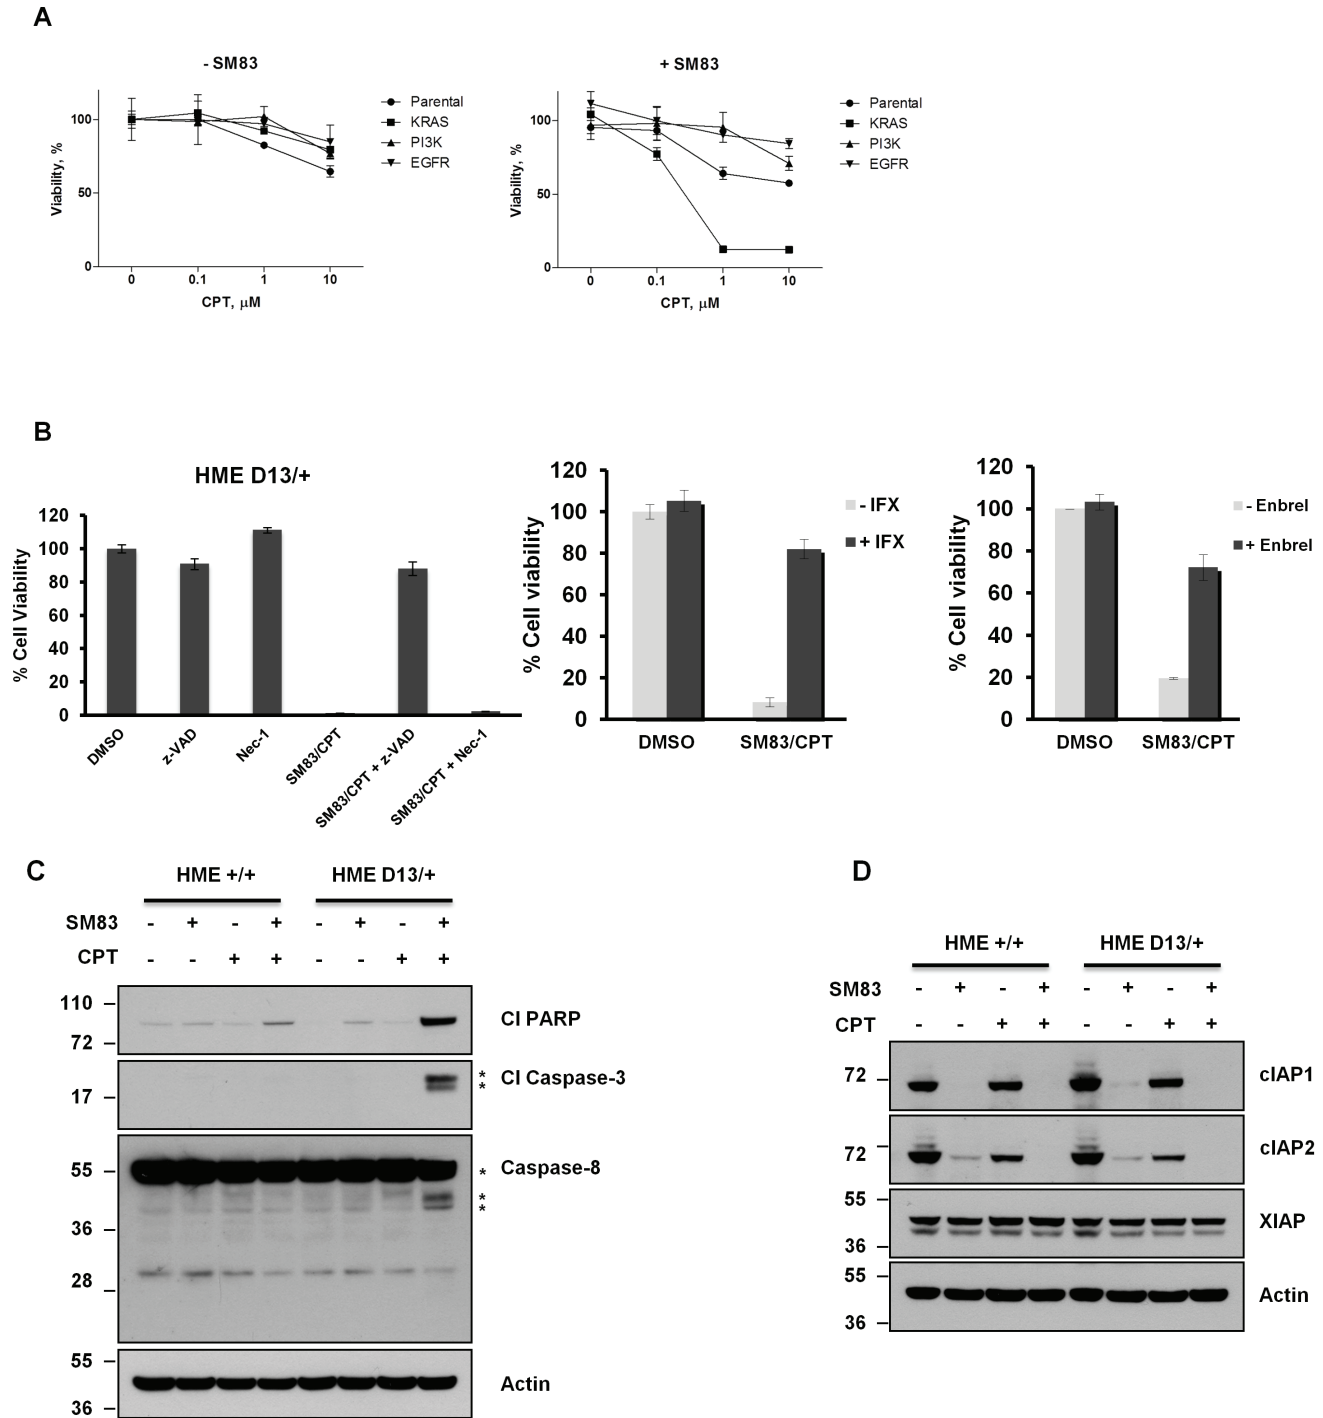 A
- SM83
Viability, %
100
50
0
0 0.1 1 10
CPT, μM
Parental
KRAS
PI3K
EGFR
+ SM83
Viability, %
100
50
0
0 0.1 1 10
CPT, μM
Parental
KRAS
PI3K
EGFR
B
HME D13/+
% Cell Viability
120
100
80
60
40
20
0
DMSO
z-VAD
Nec-1
SM83/CPT
SM83/CPT + z-VAD
SM83/CPT + Nec-1
% Cell viability
120
100
80
60
40
20
0
DMSO SM83/CPT
- IFX
+ IFX
% Cell viability
120
100
80
60
40
20
0
DMSO SM83/CPT
- Enbrel
+ Enbrel
C
HME +/+ HME D13/+
SM83 - + - + - + - +
CPT - - + + - - + +
110
72
Cl PARP
17
* Cl Caspase-3
*
55
36
28
* Caspase-8
*
*
55
36
Actin
D
HME +/+ HME D13/+
SM83 - + - + - + - +
CPT - - + + - - + +
72 cIAP1
72 cIAP2
55
36
XIAP
55
36
Actin